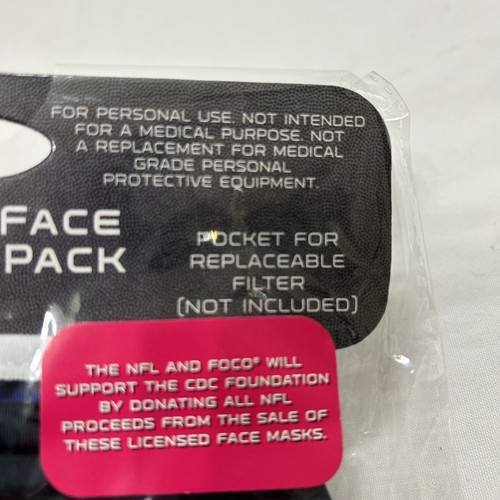 FOR PERSONAL USE. NOT INTENDED
FOR A MEDICAL PURPOSE. NOT
A REPLACEMENT FOR MEDICAL
GRADE PERSONAL
PROTECTIVE EQUIPMENT.
FACE
PACK
POCKET FOR
REPLACEABLE
FILTER
(NOT INCLUDED)
THE NFL AND FOCO® WILL
SUPPORT THE CDC FOUNDATION
BY DONATING ALL NFL
PROCEEDS FROM THE SALE OF
THESE LICENSED FACE MASKS.